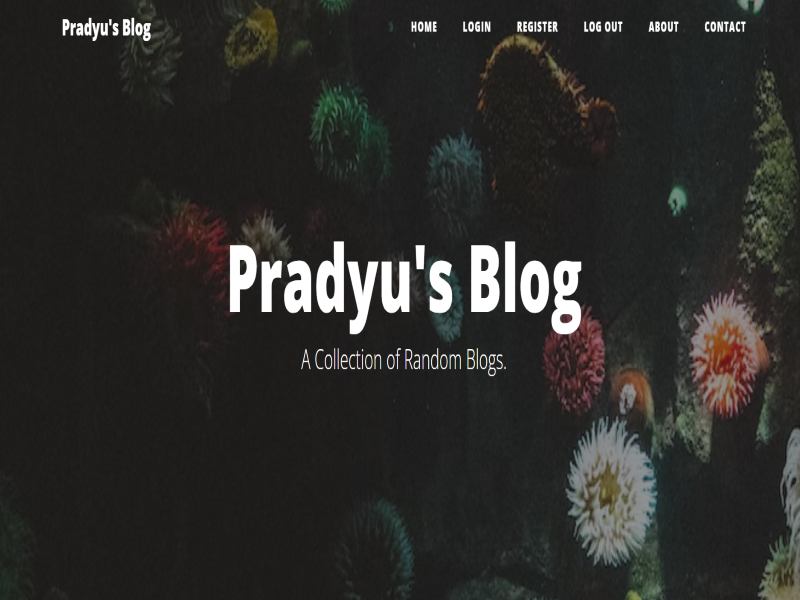 Pradyu's Blog
HOME LOGIN REGISTER LOG OUT ABOUT CONTACT
Pradyu's Blog
A Collection of Random Blogs.